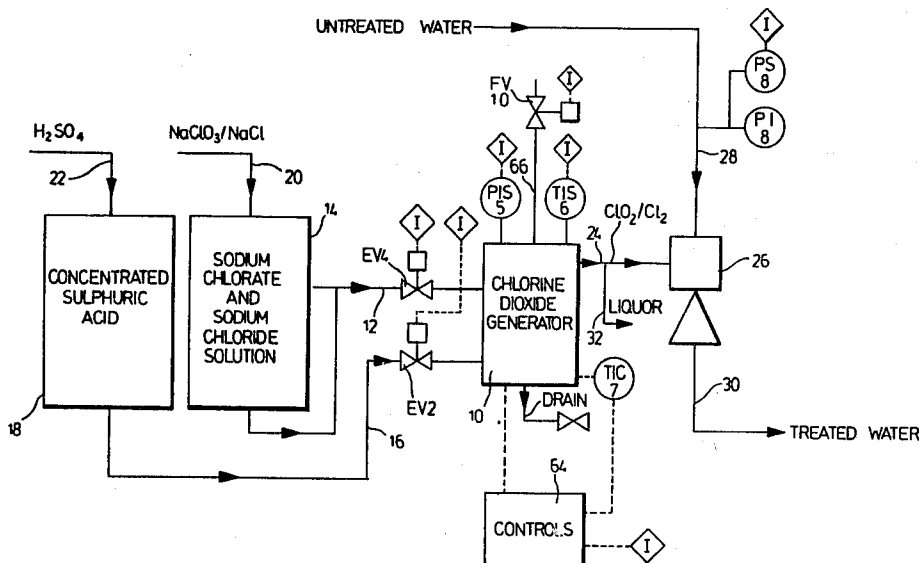 UNTREATED WATER
I
PS
8
PI
8
28
FV
10
I
66
I
PIS
5
I
TIS
6
H₂SO₄
22
NaClO₃/NaCl
20
14
CONCENTRATED
SULPHURIC
ACID
18
SODIUM
CHLORATE
AND
SODIUM
CHLORIDE
SOLUTION
I
I
EV4
12
EV2
16
CHLORINE
DIOXIDE
GENERATOR
10
24
ClO₂/Cl₂
26
LIQUOR
32
TIC
7
DRAIN
30
TREATED WATER
64
CONTROLS
I